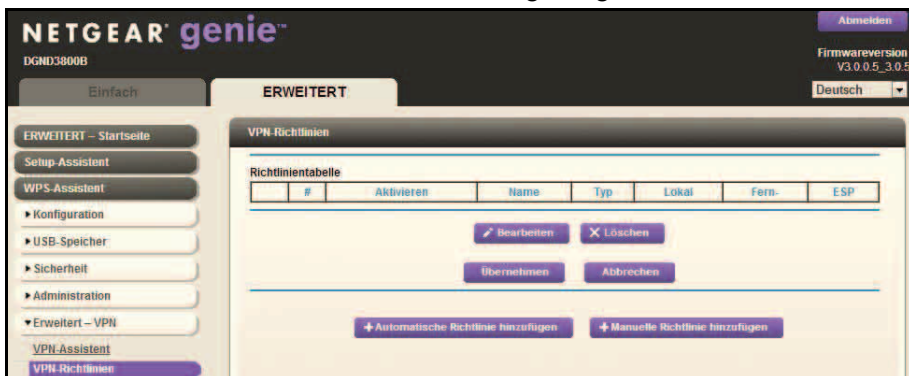 NETGEAR genie™
DGND3800B
Abmelden
Firmwareversion
V3.0.0.5_3.0.5
Einfach
ERWEITERT
Deutsch
ERWEITERT – Startseite
Setup-Assistent
WPS-Assistent
Konfiguration
USB-Speicher
Sicherheit
Administration
Erweitert – VPN
VPN-Assistent
VPN-Richtlinien
VPN-Richtlinien
Richtlinientabelle
# Aktivieren Name Typ Lokal Fern- ESP
Bearbeiten Löschen
Übernehmen Abbrechen
Automatische Richtlinie hinzufügen Manuelle Richtlinie hinzufügen